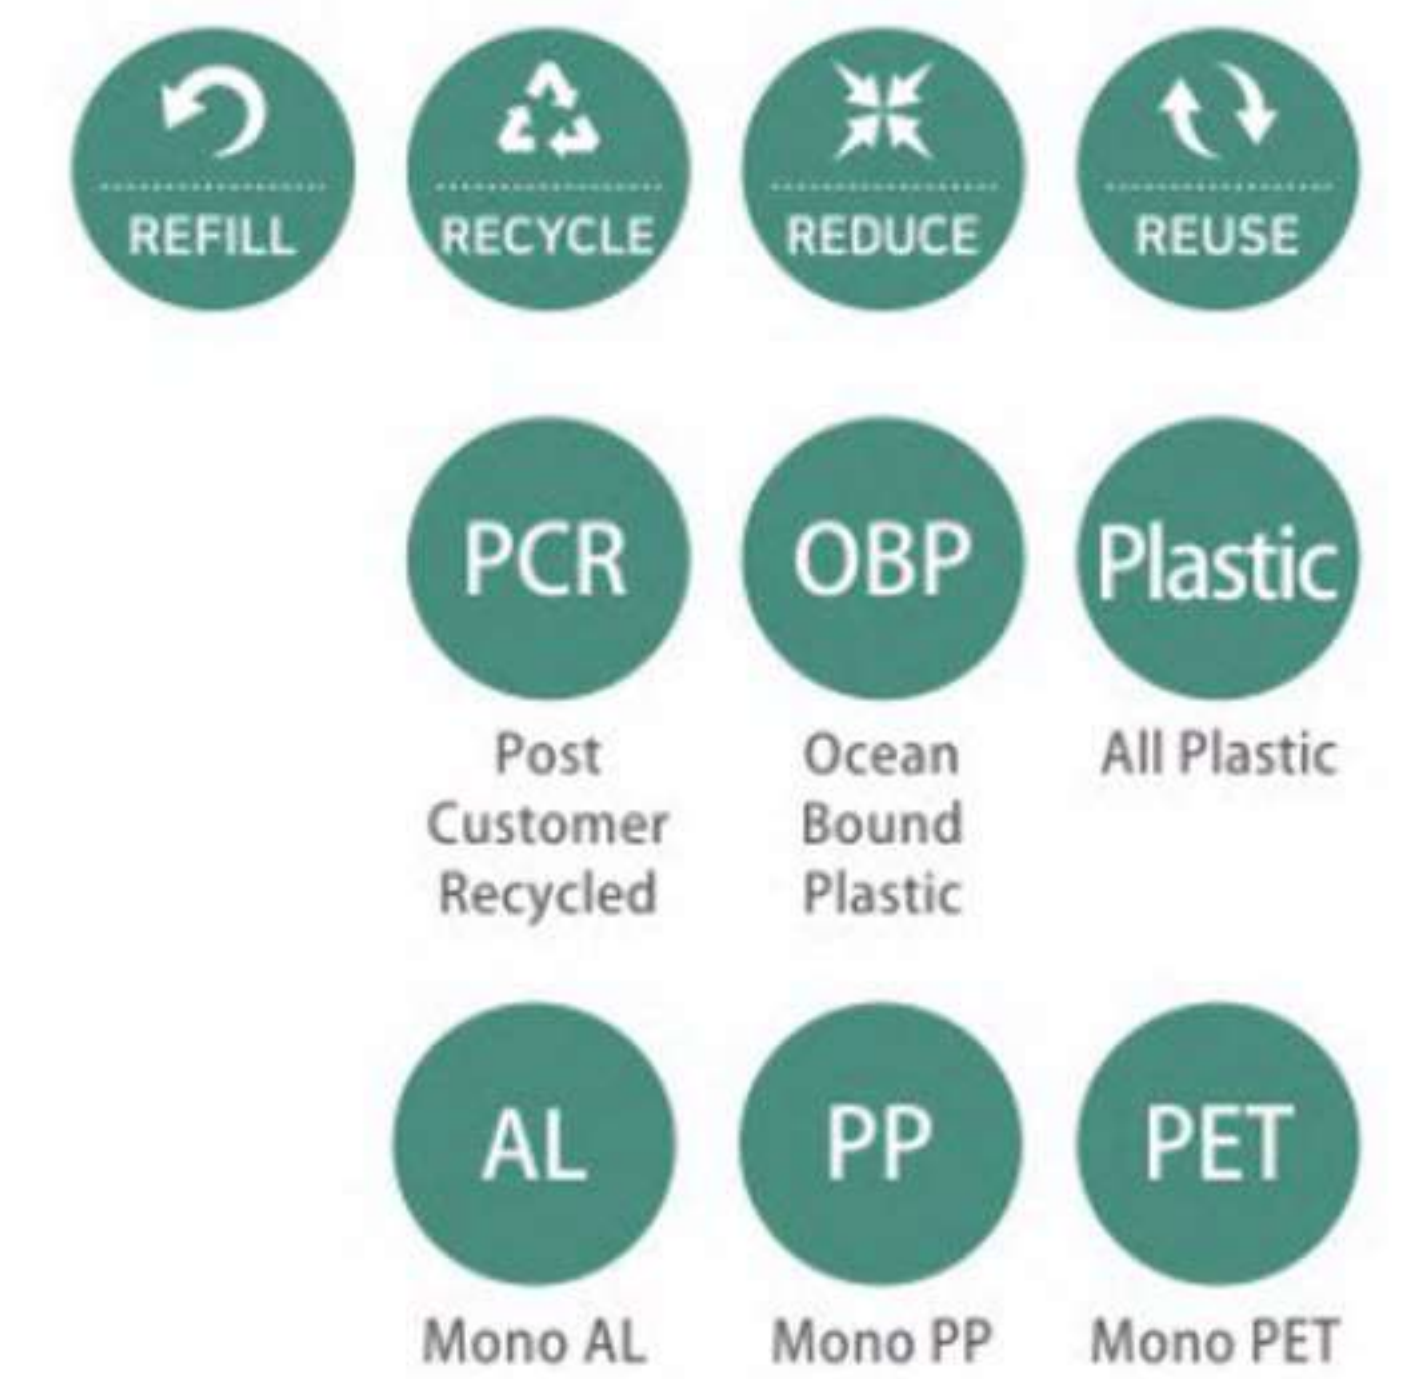 REFILL
RECYCLE
REDUCE
REUSE
PCR
Post
Customer
Recycled
OBP
Ocean
Bound
Plastic
Plastic
All Plastic
AL
Mono AL
PP
Mono PP
PET
Mono PET